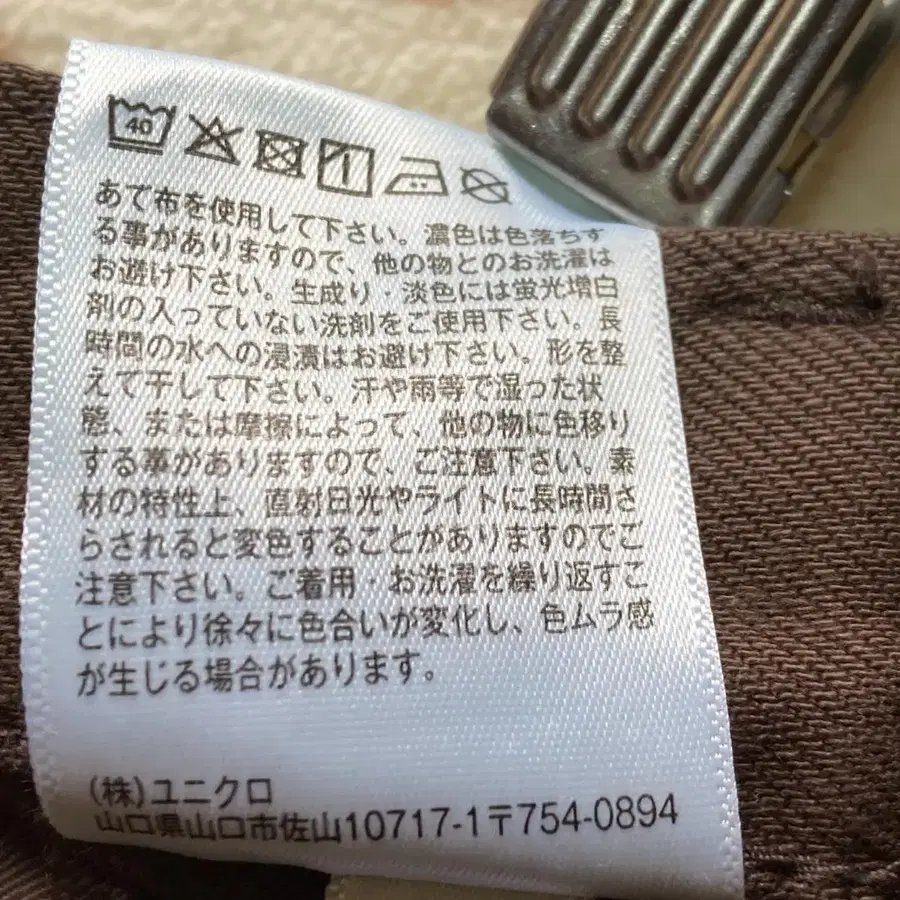 40
あて布を使用して下さい。濃色は色落ちす
る事がありますので、他の物とのお洗濯は
お避け下さい。生成り・淡色には蛍光増白
剤の入っていない洗剤をご使用下さい。長
時間の水への浸漬はお避け下さい。形を整
えて干して下さい。汗や雨等で湿った状
態、または摩擦によって、他の物に色移り
する事がありますので、ご注意下さい。素
材の特性上、直射日光やライトに長時間さ
らされると変色することがありますのでご
注意下さい。ご着用・お洗濯を繰り返すこ
とにより徐々に色合いが変化し、色ムラ感
が生じる場合があります。
(株)ユニクロ
山口県山口市佐山10717-1〒754-0894